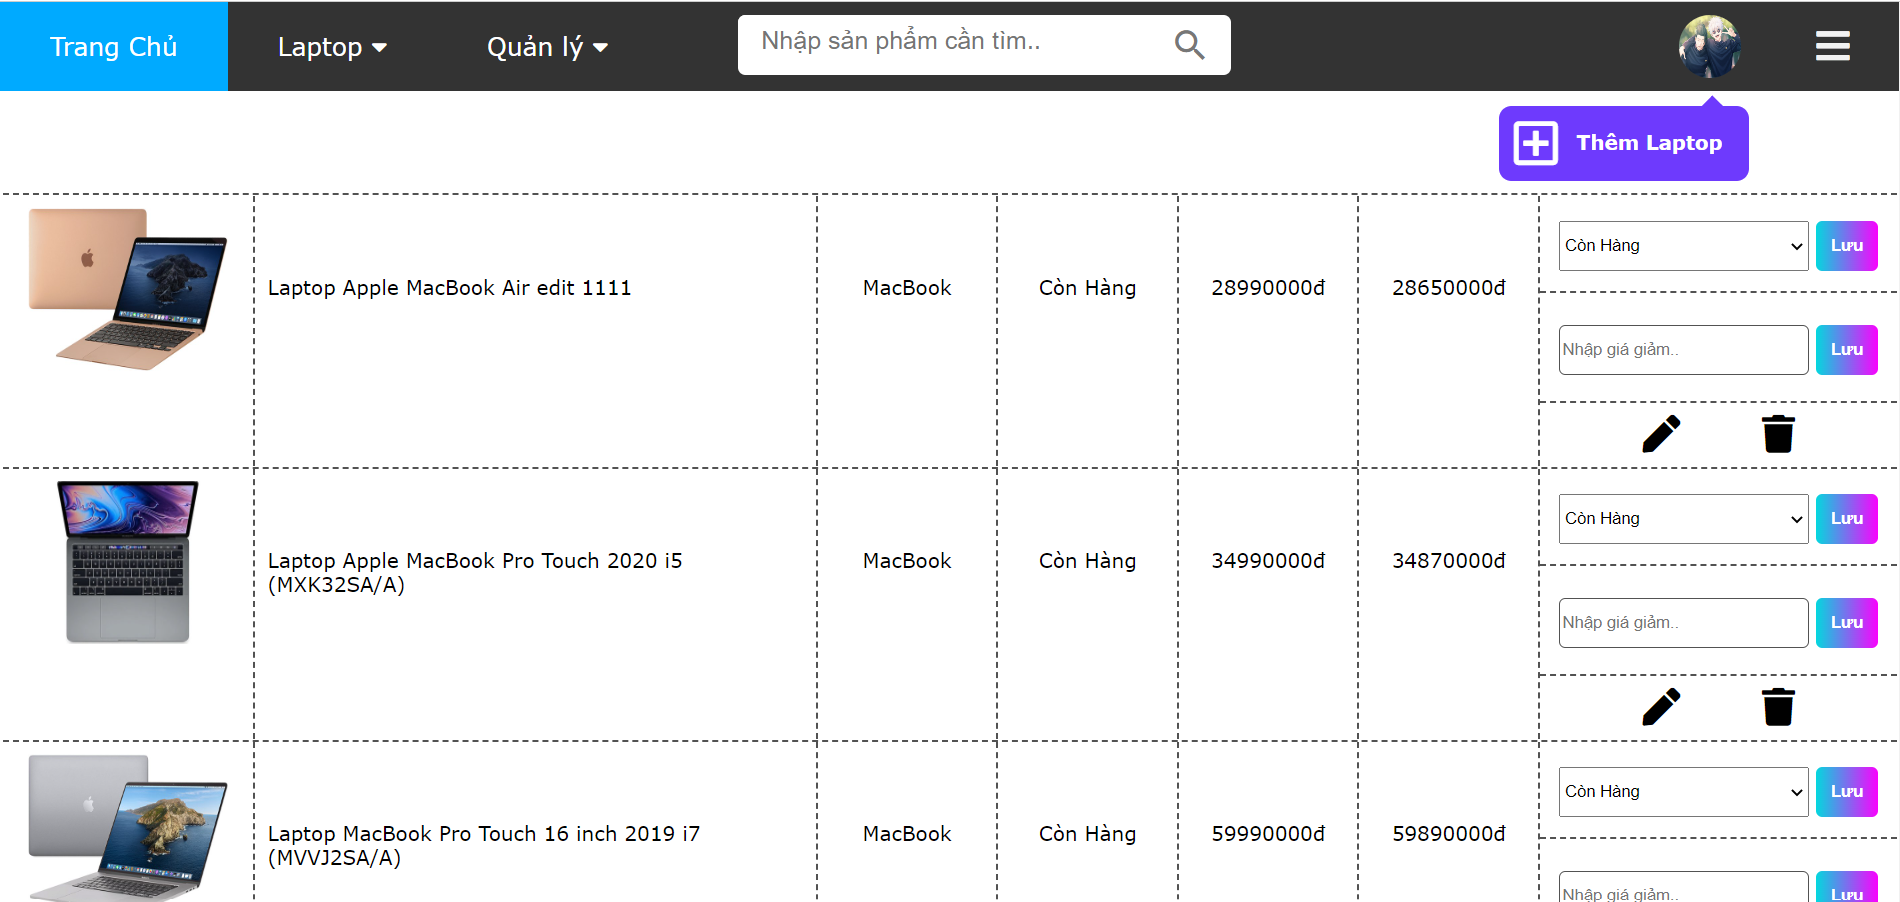 Trang Chủ
Laptop
Quản lý
Nhập sản phẩm cần tìm..
Thêm Laptop
Laptop Apple MacBook Air edit 1111
MacBook
Còn Hàng
28990000đ
28650000đ
Còn Hàng
Lưu
Nhập giá giảm..
Lưu
Laptop Apple MacBook Pro Touch 2020 i5
(MXK32SA/A)
MacBook
Còn Hàng
34990000đ
34870000đ
Còn Hàng
Lưu
Nhập giá giảm..
Lưu
Laptop MacBook Pro Touch 16 inch 2019 i7
(MVVJ2SA/A)
MacBook
Còn Hàng
59990000đ
59890000đ
Còn Hàng
Lưu
Nhập giá giảm..
Lưu